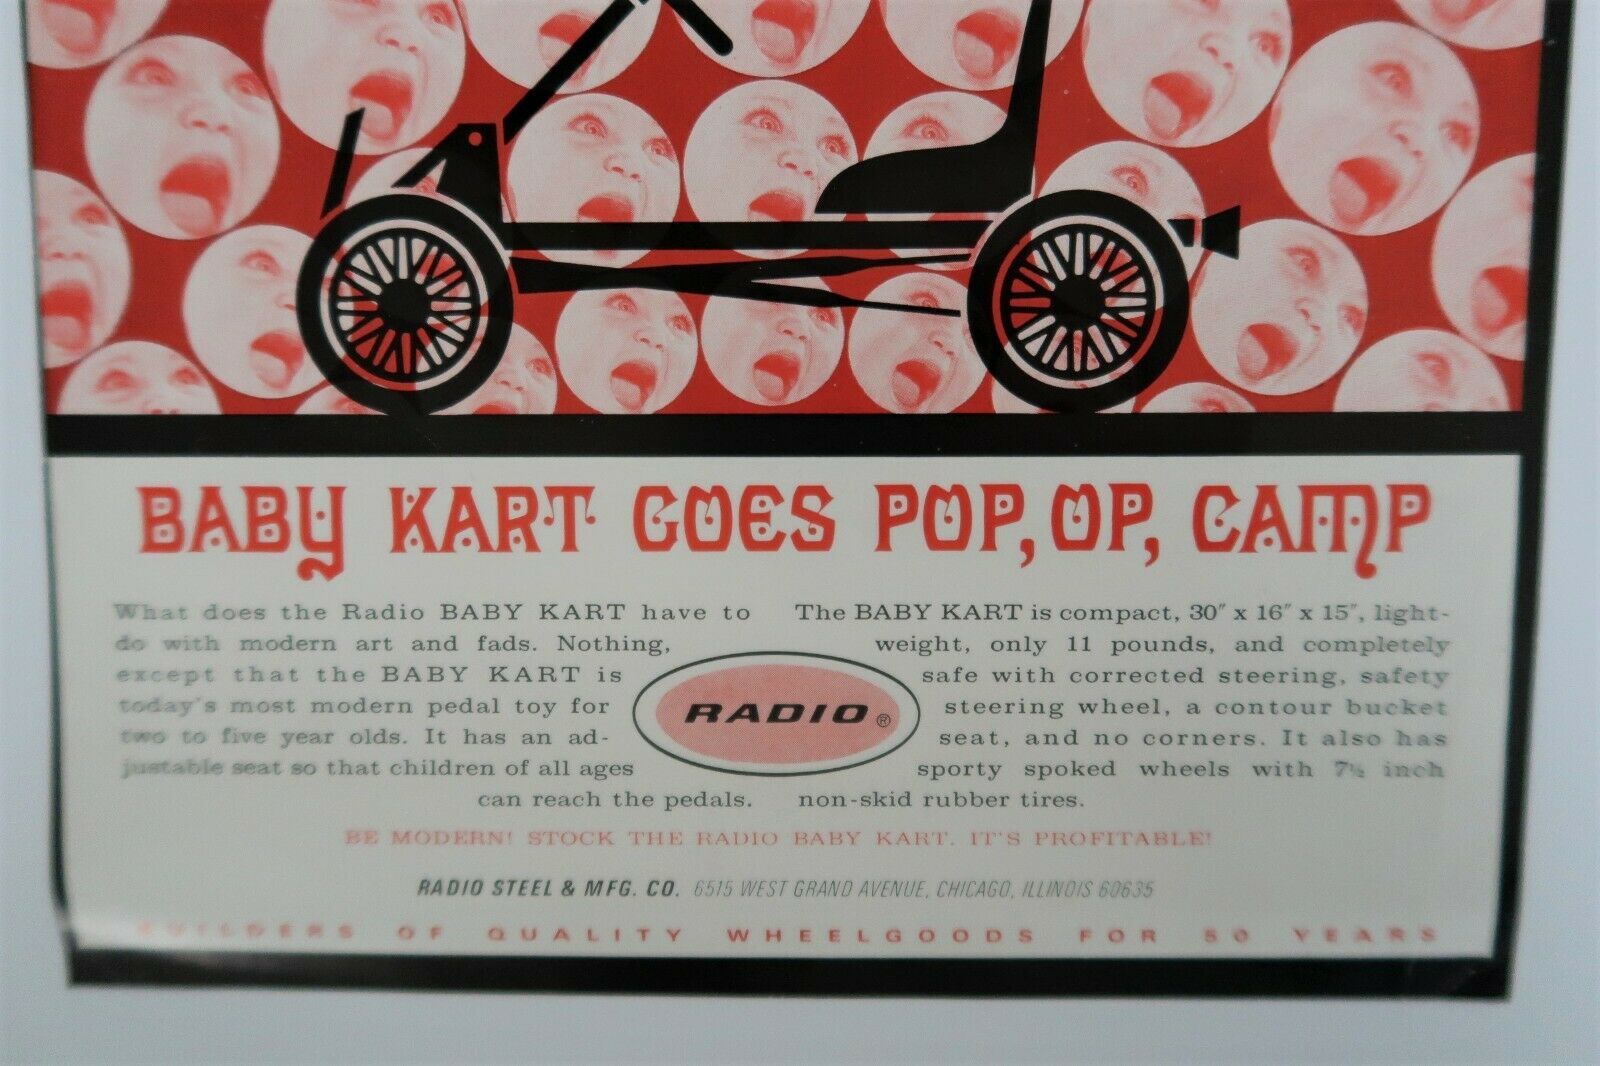 BABY KART GOES POP, OP, CAMP
What does the Radio BABY KART have to
do with modern art and fads. Nothing,
except that the BABY KART is
today's most modern pedal toy for
two to five year olds. It has an ad-
justable seat so that children of all ages
can reach the pedals.
RADIO®
The BABY KART is compact, 30" x 16" x 15", light-
weight, only 11 pounds, and completely
safe with corrected steering, safety
steering wheel, a contour bucket
seat, and no corners. It also has
sporty spoked wheels with 7½ inch
non-skid rubber tires.
BE MODERN! STOCK THE RADIO BABY KART. IT'S PROFITABLE!
RADIO STEEL & MFG. CO. 6515 WEST GRAND AVENUE, CHICAGO, ILLINOIS 60635
BUILDERS OF QUALITY WHEELGOODS FOR 50 YEARS